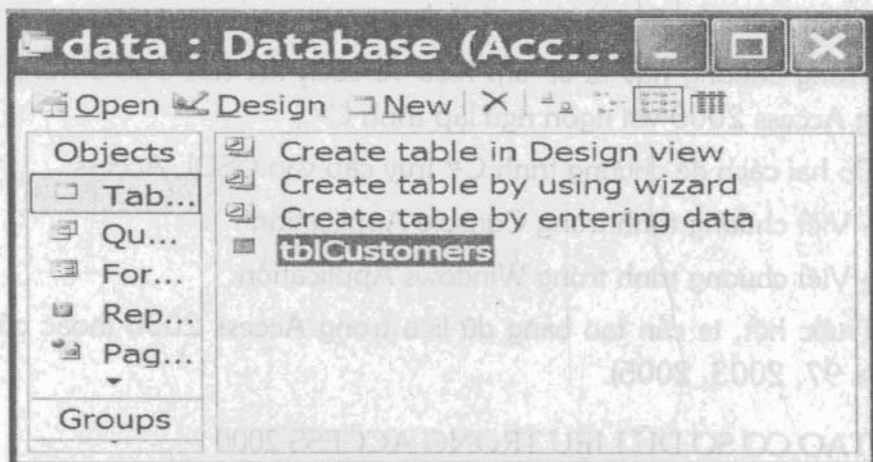 data : Database (Acc...
Open Design New
Objects
Tab...
Qu...
For...
Rep...
Pag...
Groups
Create table in Design view
Create table by using wizard
Create table by entering data
tblCustomers